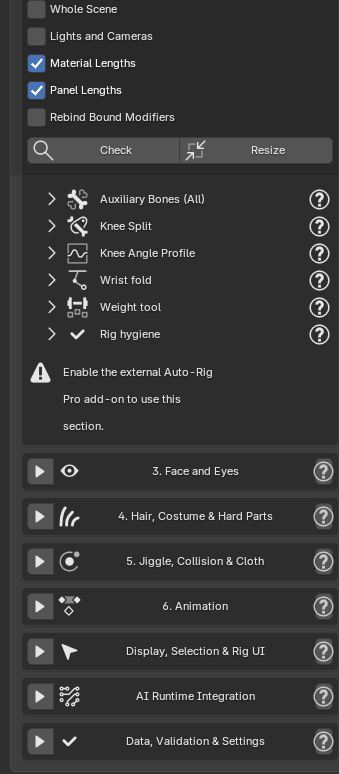 Whole Scene
Lights and Cameras
Material Lengths
Panel Lengths
Rebind Bound Modifiers
Check Resize
Auxiliary Bones (All)
Knee Split
Knee Angle Profile
Wrist fold
Weight tool
Rig hygiene
Enable the external Auto-Rig
Pro add-on to use this
section.
3. Face and Eyes
4. Hair, Costume & Hard Parts
5. Jiggle, Collision & Cloth
6. Animation
Display, Selection & Rig UI
AI Runtime Integration
Data, Validation & Settings